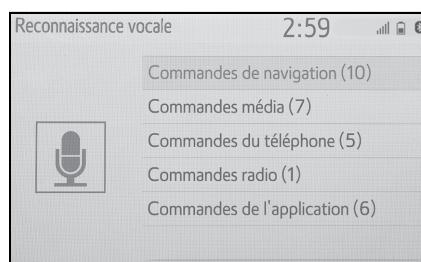 Reconnaissance vocale 2:59
Commandes de navigation (10)
Commandes média (7)
Commandes du téléphone (5)
Commandes radio (1)
Commandes de l'application (6)